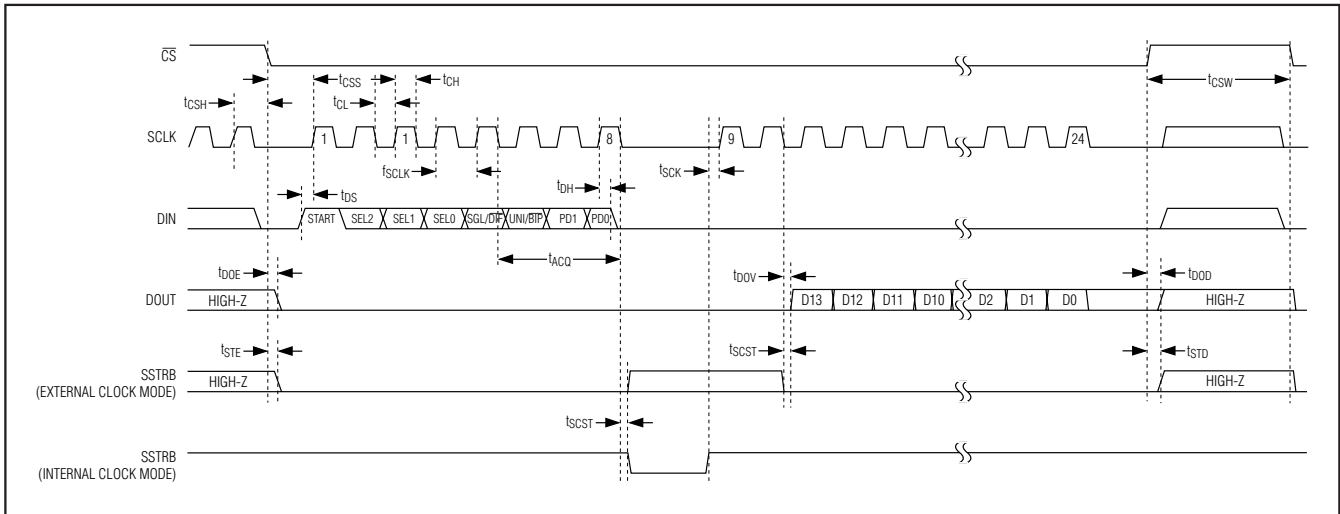 CS
tCSS
tCH
tCSH
tCL
tCSW
SCLK
1
1
8
9
24
fSCLK
tSCK
tDH
tDS
DIN
START
SEL2
SEL1
SEL0
SGL/DIF
UNI/BIP
PD1
PD0
tACQ
tDOE
tDOV
tDOD
DOUT
HIGH-Z
D13
D12
D11
D10
D2
D1
D0
HIGH-Z
tSTE
tSCST
tSTD
SSTRB
(EXTERNAL CLOCK MODE)
HIGH-Z
HIGH-Z
tSCST
SSTRB
(INTERNAL CLOCK MODE)